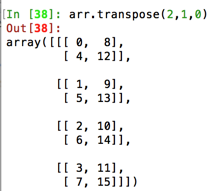 In [38]: arr.transpose(2,1,0)
Out[38]:
array([[[ 0,  8],
        [ 4, 12]],

       [[ 1,  9],
        [ 5, 13]],

       [[ 2, 10],
        [ 6, 14]],

       [[ 3, 11],
        [ 7, 15]]])